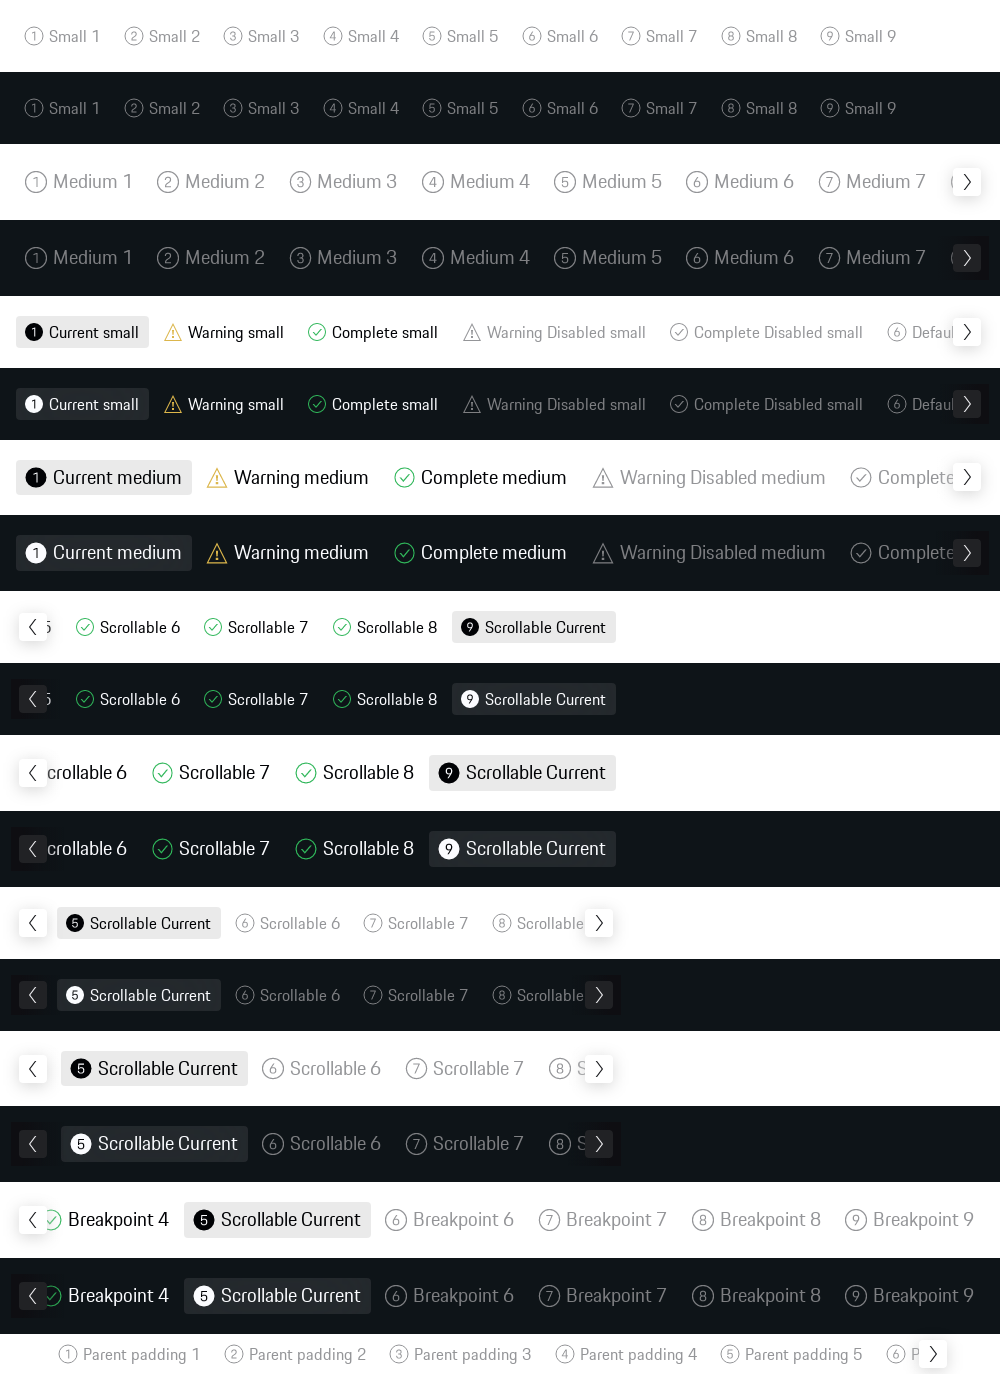 1 Small 1 2 Small 2 3 Small 3 4 Small 4 5 Small 5 6 Small 6 7 Small 7 8 Small 8 9 Small 9
1 Small 1 2 Small 2 3 Small 3 4 Small 4 5 Small 5 6 Small 6 7 Small 7 8 Small 8 9 Small 9
1 Medium 1 2 Medium 2 3 Medium 3 4 Medium 4 5 Medium 5 6 Medium 6 7 Medium 7
1 Medium 1 2 Medium 2 3 Medium 3 4 Medium 4 5 Medium 5 6 Medium 6 7 Medium 7
1 Current small Warning small Complete small Warning Disabled small Complete Disabled small 6 Defau
1 Current small Warning small Complete small Warning Disabled small Complete Disabled small 6 Defau
1 Current medium Warning medium Complete medium Warning Disabled medium Complete
1 Current medium Warning medium Complete medium Warning Disabled medium Complete
5 Scrollable 6 Scrollable 7 Scrollable 8 9 Scrollable Current
5 Scrollable 6 Scrollable 7 Scrollable 8 9 Scrollable Current
crollable 6 Scrollable 7 Scrollable 8 9 Scrollable Current
crollable 6 Scrollable 7 Scrollable 8 9 Scrollable Current
5 Scrollable Current 6 Scrollable 6 7 Scrollable 7 8 Scrollable
5 Scrollable Current 6 Scrollable 6 7 Scrollable 7 8 Scrollable
5 Scrollable Current 6 Scrollable 6 7 Scrollable 7 8 S
5 Scrollable Current 6 Scrollable 6 7 Scrollable 7 8 S
Breakpoint 4 5 Scrollable Current 6 Breakpoint 6 7 Breakpoint 7 8 Breakpoint 8 9 Breakpoint 9
Breakpoint 4 5 Scrollable Current 6 Breakpoint 6 7 Breakpoint 7 8 Breakpoint 8 9 Breakpoint 9
1 Parent padding 1 2 Parent padding 2 3 Parent padding 3 4 Parent padding 4 5 Parent padding 5 6 P